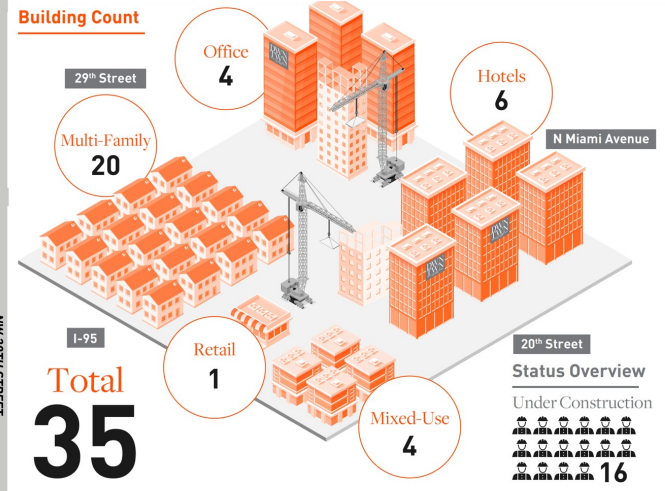 Building Count
Office
4
29th Street
Hotels
6
Multi-Family
20
N Miami Avenue
I-95
Retail
1
20th Street
Total
35
Status Overview
Mixed-Use
4
Under Construction
16